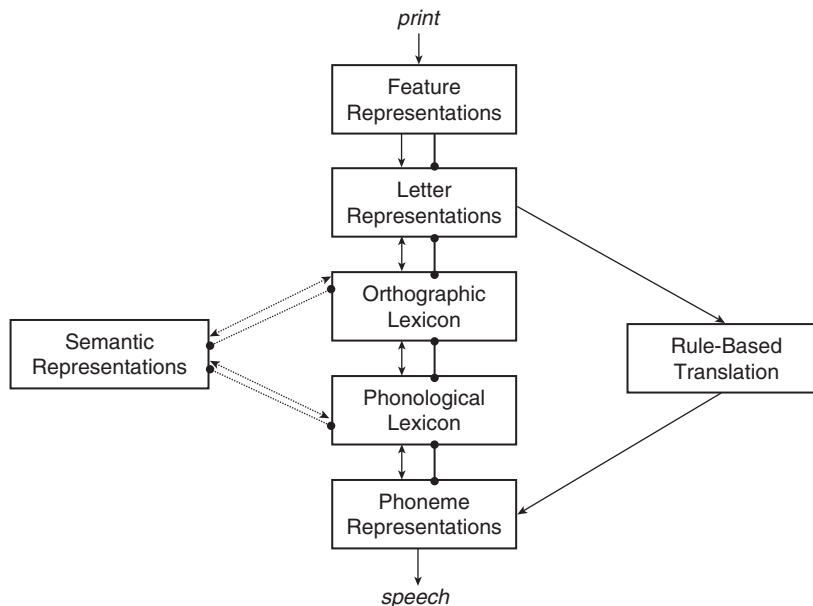 print
Feature
Representations
Letter
Representations
Orthographic
Lexicon
Semantic
Representations
Rule-Based
Translation
Phonological
Lexicon
Phoneme
Representations
speech